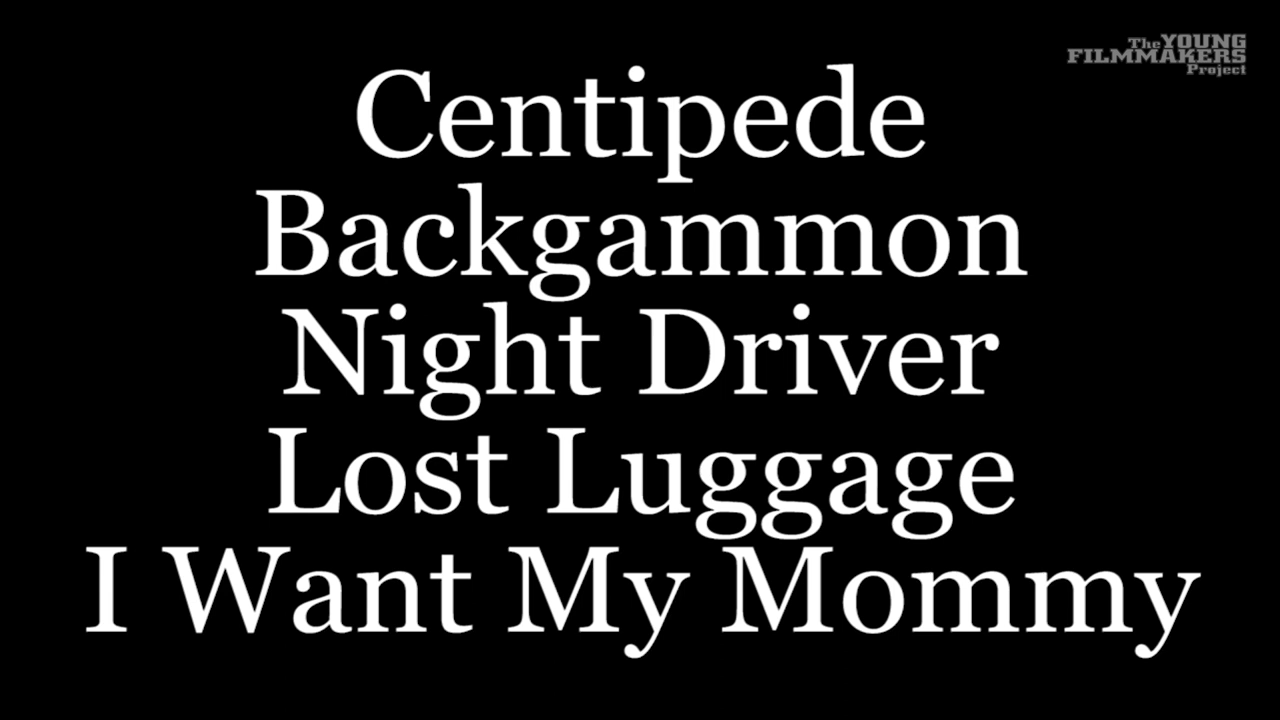 The YOUNG
FILMMAKERS
Project
Centipede
Backgammon
Night Driver
Lost Luggage
I Want My Mommy